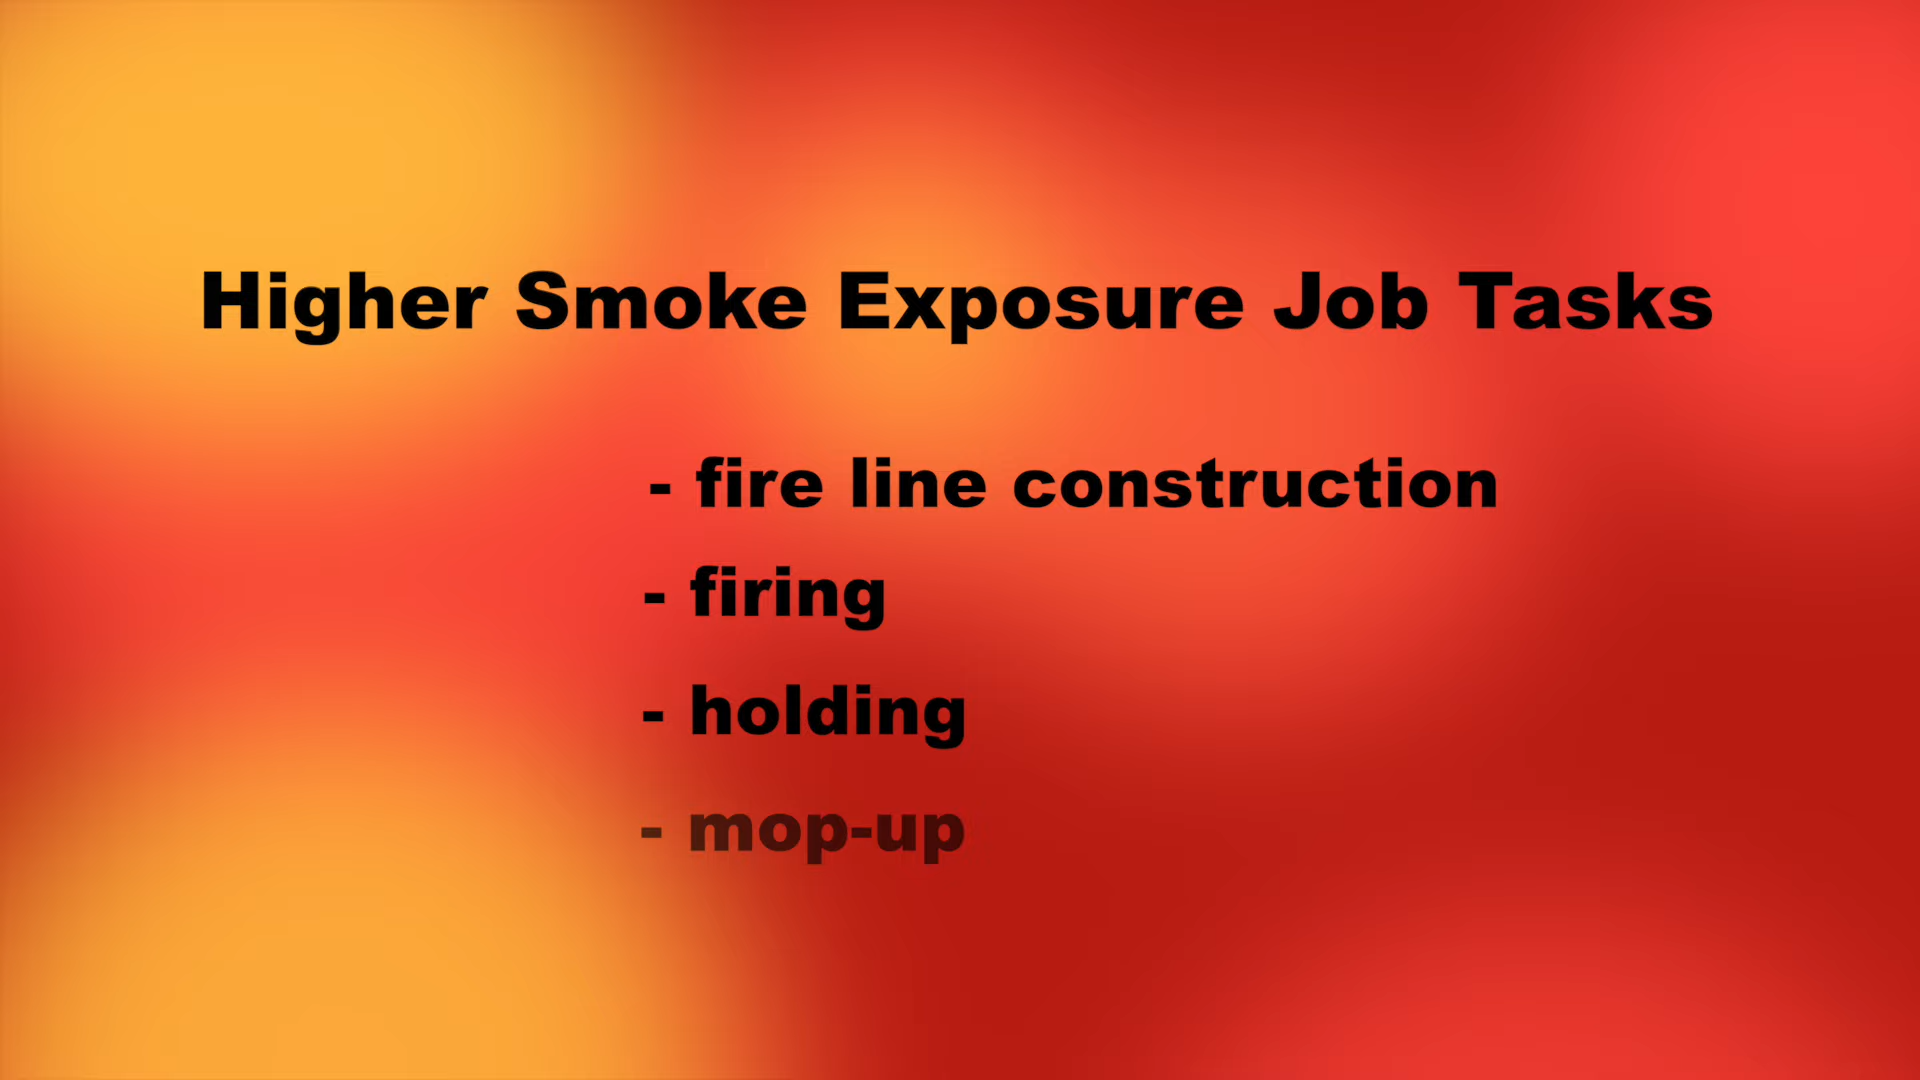 Higher Smoke Exposure Job Tasks
- fire line construction
- firing
- holding
- mop-up